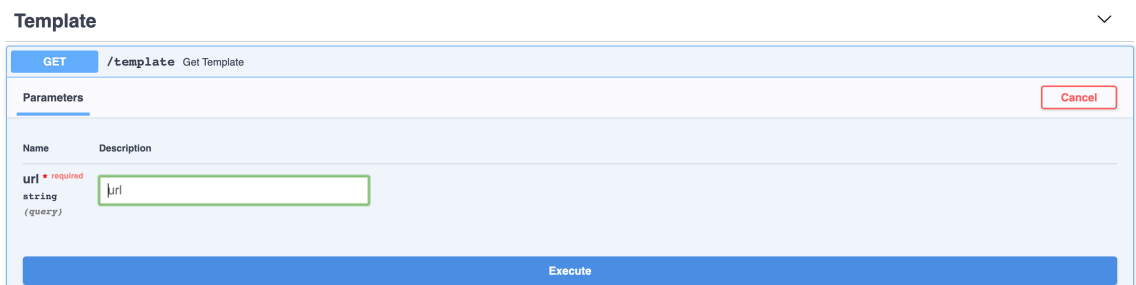 Template
GET /template Get Template
Parameters Cancel
Name Description
url * required
string
(query)
url
Execute